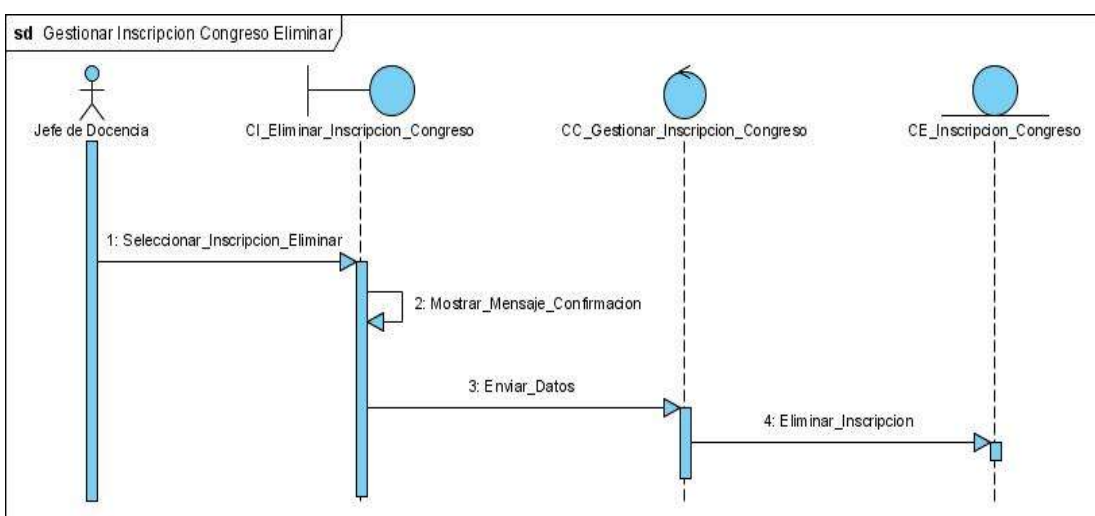 sd Gestionar Inscripcion Congreso Eliminar
Jefe de Docencia
CI_Eliminar_Inscripcion_Congreso
CC_Gestionar_Inscripcion_Congreso
CE_Inscripcion_Congreso
1: Seleccionar_Inscripcion_Eliminar
2: Mostrar_Mensaje_Confirmacion
3: Enviar_Datos
4: Eliminar_Inscripcion